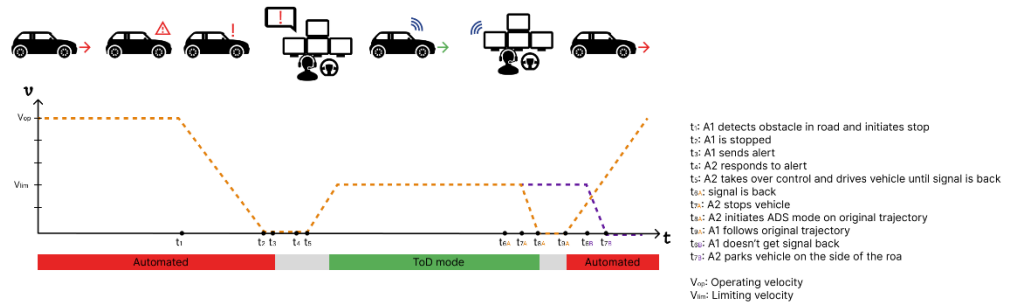 !
!
!
v
Vop
Vlim
t1
t2
t3
t4
t5
t6A
t7A
t8A
t9A
t6B
t7B
t
Automated
ToD mode
Automated
t1: A1 detects obstacle in road and initiates stop
t2: A1 is stopped
t3: A1 sends alert
t4: A2 responds to alert
t5: A2 takes over control and drives vehicle until signal is back
t6A: signal is back
t7A: A2 stops vehicle
t8A: A2 initiates ADS mode on original trajectory
t9A: A1 follows original trajectory
t6B: A1 doesn't get signal back
t7B: A2 parks vehicle on the side of the roa
Vop: Operating velocity
Vlim: Limiting velocity